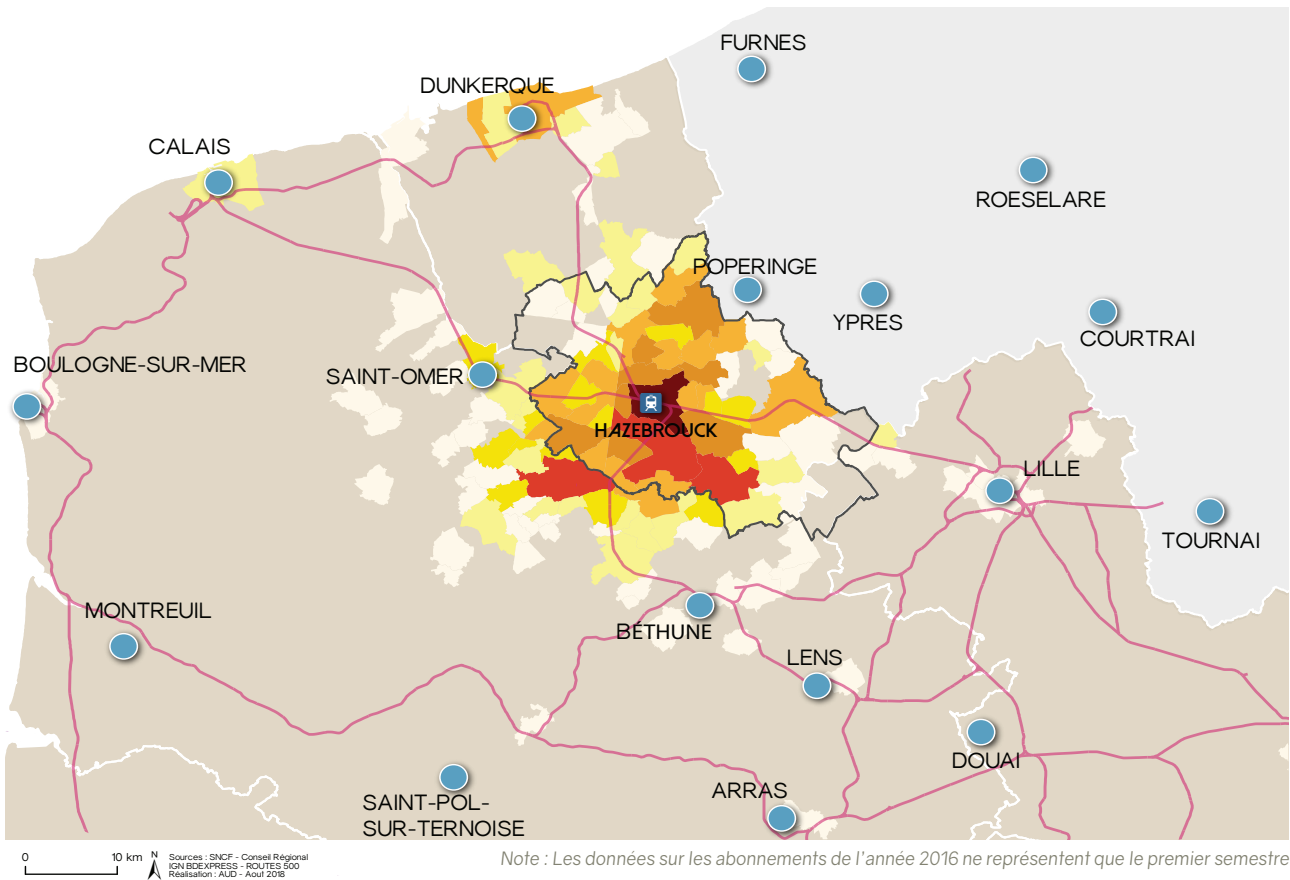 FURNES
DUNKERQUE
CALAIS
ROESELARE
POPERINGE
YPRES
COURTRAI
BOULOGNE-SUR-MER
SAINT-OMER
HAZEBROUCK
LILLE
TOURNAI
MONTREUIL
BÉTHUNE
LENS
DOUAI
ARRAS
SAINT-POL-
SUR-TERNOISE
0 10 km N
Sources : SNCF - Conseil Régional
IGN BDEXPRESS - ROUTES 500
Réalisation : AUD - Aout 2018
Note : Les données sur les abonnements de l'année 2016 ne représentent que le premier semestre